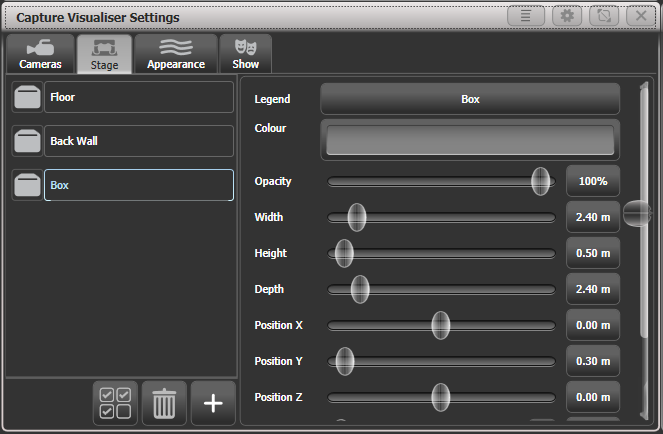 Capture Visualiser Settings
Cameras
Stage
Appearance
Show
Floor
Back Wall
Box
Legend Box
Colour
Opacity 100%
Width 2.40 m
Height 0.50 m
Depth 2.40 m
Position X 0.00 m
Position Y 0.30 m
Position Z 0.00 m